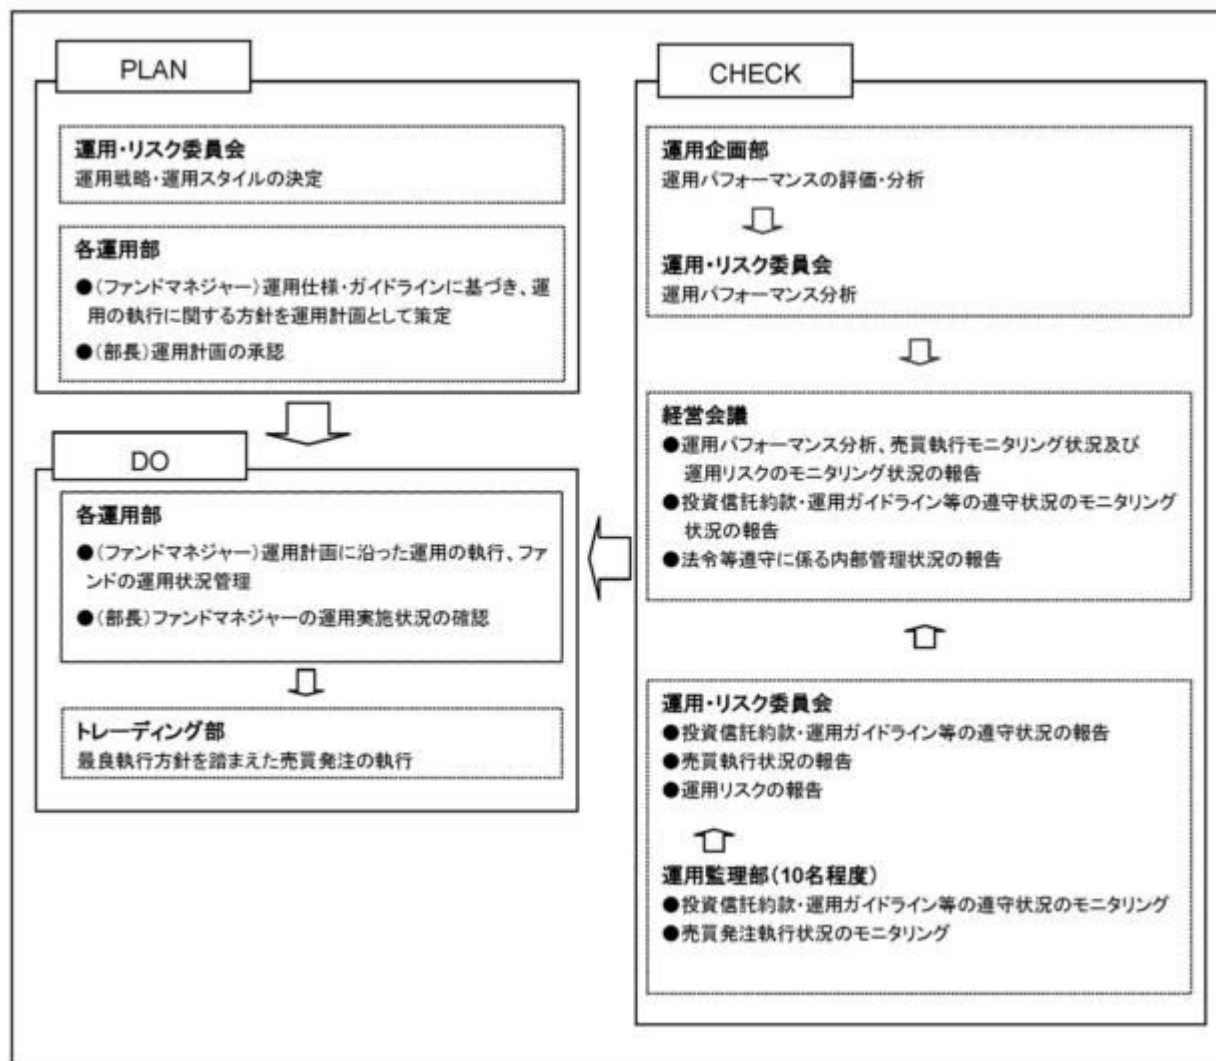 PLAN
運用・リスク委員会
運用戦略・運用スタイルの決定
各運用部
●(ファンドマネジャー)運用仕様・ガイドラインに基づき、運
用の執行に関する方針を運用計画として策定
●(部長)運用計画の承認
DO
各運用部
●(ファンドマネジャー)運用計画に沿った運用の執行、ファ
ンドの運用状況管理
●(部長)ファンドマネジャーの運用実施状況の確認
トレーディング部
最良執行方針を踏まえた売買発注の執行
CHECK
運用企画部
運用パフォーマンスの評価・分析
運用・リスク委員会
運用パフォーマンス分析
経営会議
●運用パフォーマンス分析、売買執行モニタリング状況及び
運用リスクのモニタリング状況の報告
●投資信託約款・運用ガイドライン等の遵守状況のモニタリング
状況の報告
●法令等遵守に係る内部管理状況の報告
運用・リスク委員会
●投資信託約款・運用ガイドライン等の遵守状況の報告
●売買執行状況の報告
●運用リスクの報告
運用監理部(10名程度)
●投資信託約款・運用ガイドライン等の遵守状況のモニタリング
●売買発注執行状況のモニタリング